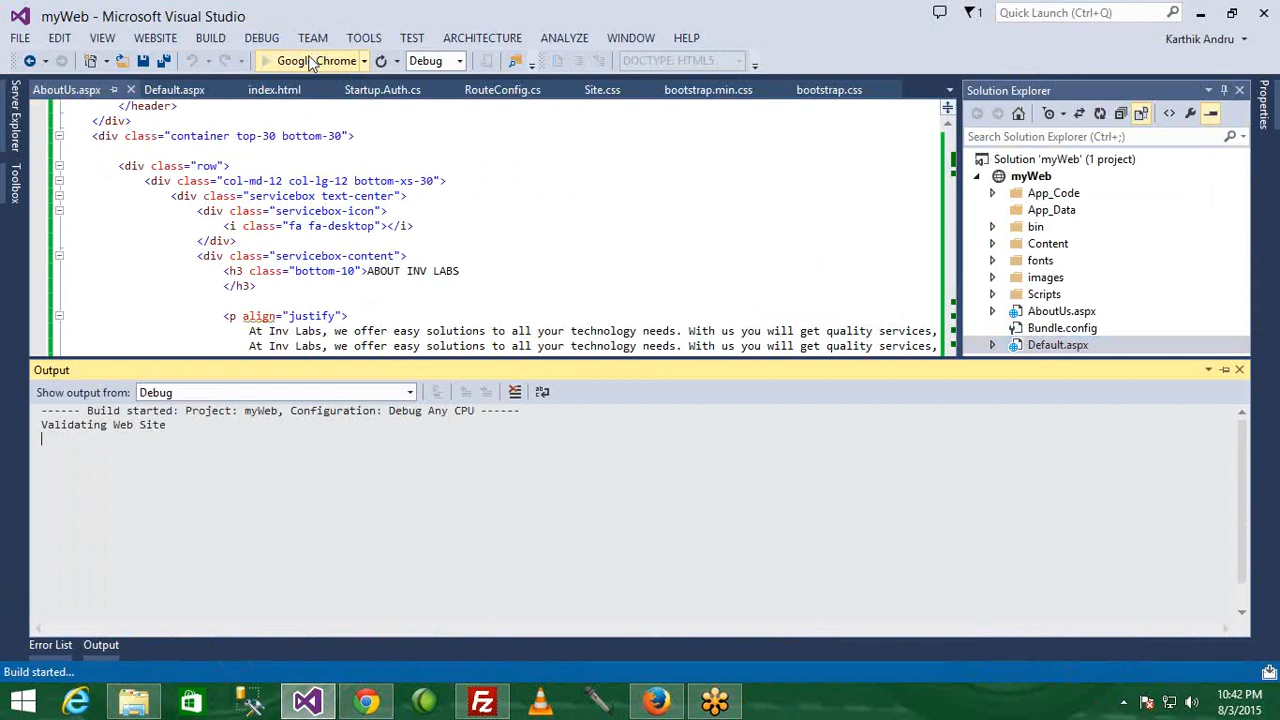 myWeb - Microsoft Visual Studio
1
Quick Launch (Ctrl+Q)
FILE EDIT VIEW WEBSITE BUILD DEBUG TEAM TOOLS TEST ARCHITECTURE ANALYZE WINDOW HELP
Karthik Andru
Google Chrome
Debug
DOCTYPE: HTML5
AboutUs.aspx Default.aspx index.html Startup.Auth.cs RouteConfig.cs Site.css bootstrap.min.css bootstrap.css
Server Explorer
Toolbox
</header>
</div>
<div class="container top-30 bottom-30">
<div class="row">
<div class="col-md-12 col-lg-12 bottom-xs-30">
<div class="servicebox text-center">
<div class="servicebox-icon">
<i class="fa fa-desktop"></i>
</div>
<div class="servicebox-content">
<h3 class="bottom-10">ABOUT INV LABS
</h3>
<p align="justify">
At Inv Labs, we offer easy solutions to all your technology needs. With us you will get quality services,
At Inv Labs, we offer easy solutions to all your technology needs. With us you will get quality services,
Solution Explorer
Search Solution Explorer (Ctrl+;)
Solution 'myWeb' (1 project)
myWeb
App_Code
App_Data
bin
Content
fonts
images
Scripts
AboutUs.aspx
Bundle.config
Default.aspx
Properties
Output
Show output from: Debug
------ Build started: Project: myWeb, Configuration: Debug Any CPU ------
Validating Web Site
Error List Output
Build started...
10:42 PM
8/3/2015